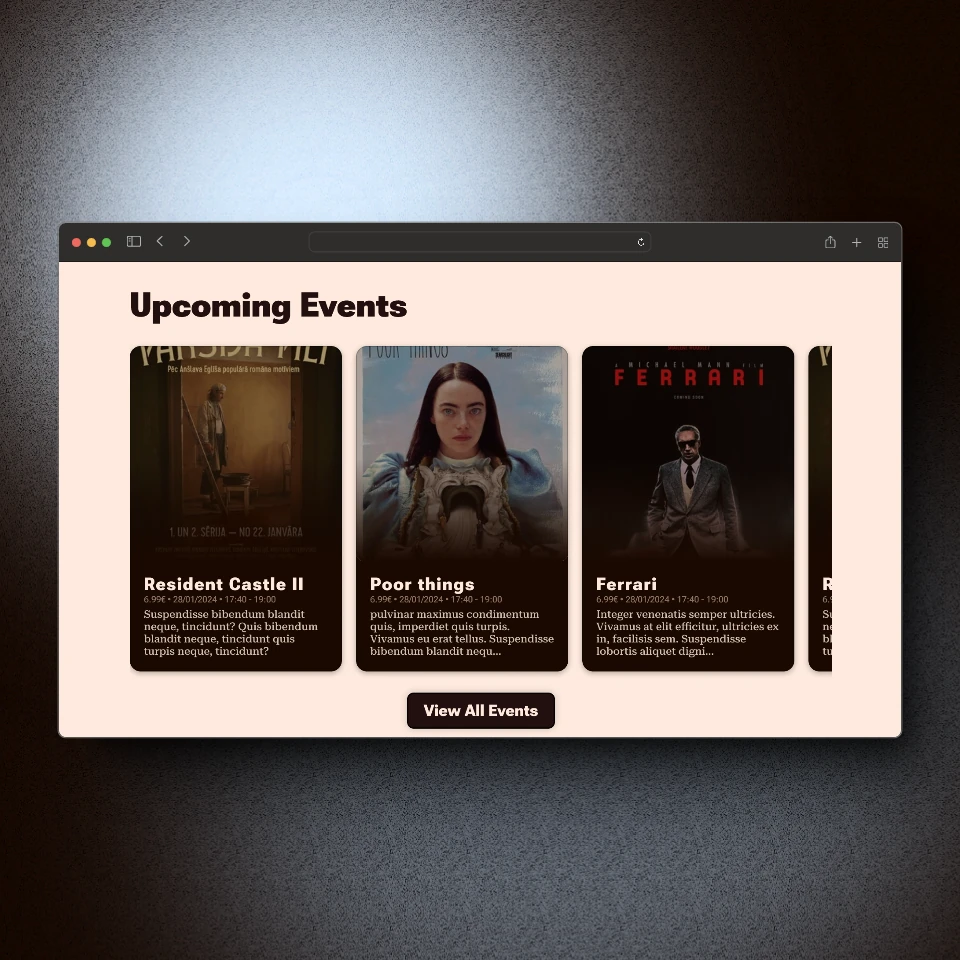 Upcoming Events
Pēc Anšlava Eglīša populārā romāna motīviem
1. UN 2. SĒRIJA – NO 22. JANVĀRA
Resident Castle II
6.99€ • 28/01/2024 • 17:40 - 19:00
Suspendisse bibendum blandit
neque, tincidunt? Quis bibendum
blandit neque, tincidunt quis
turpis neque, tincidunt?
POOR THINGS
Poor things
6.99€ • 28/01/2024 • 17:40 - 19:00
pulvinar maximus condimentum
quis, imperdiet quis turpis.
Vivamus eu erat tellus. Suspendisse
bibendum blandit nequ...
A MICHAEL MANN FILM
FERRARI
COMING SOON
Ferrari
6.99€ • 28/01/2024 • 17:40 - 19:00
Integer venenatis semper ultricies.
Vivamus at elit efficitur, ultricies ex
in, facilisis sem. Suspendisse
lobortis aliquet digni...
R
6.9
Su
ne
bl
tu
View All Events